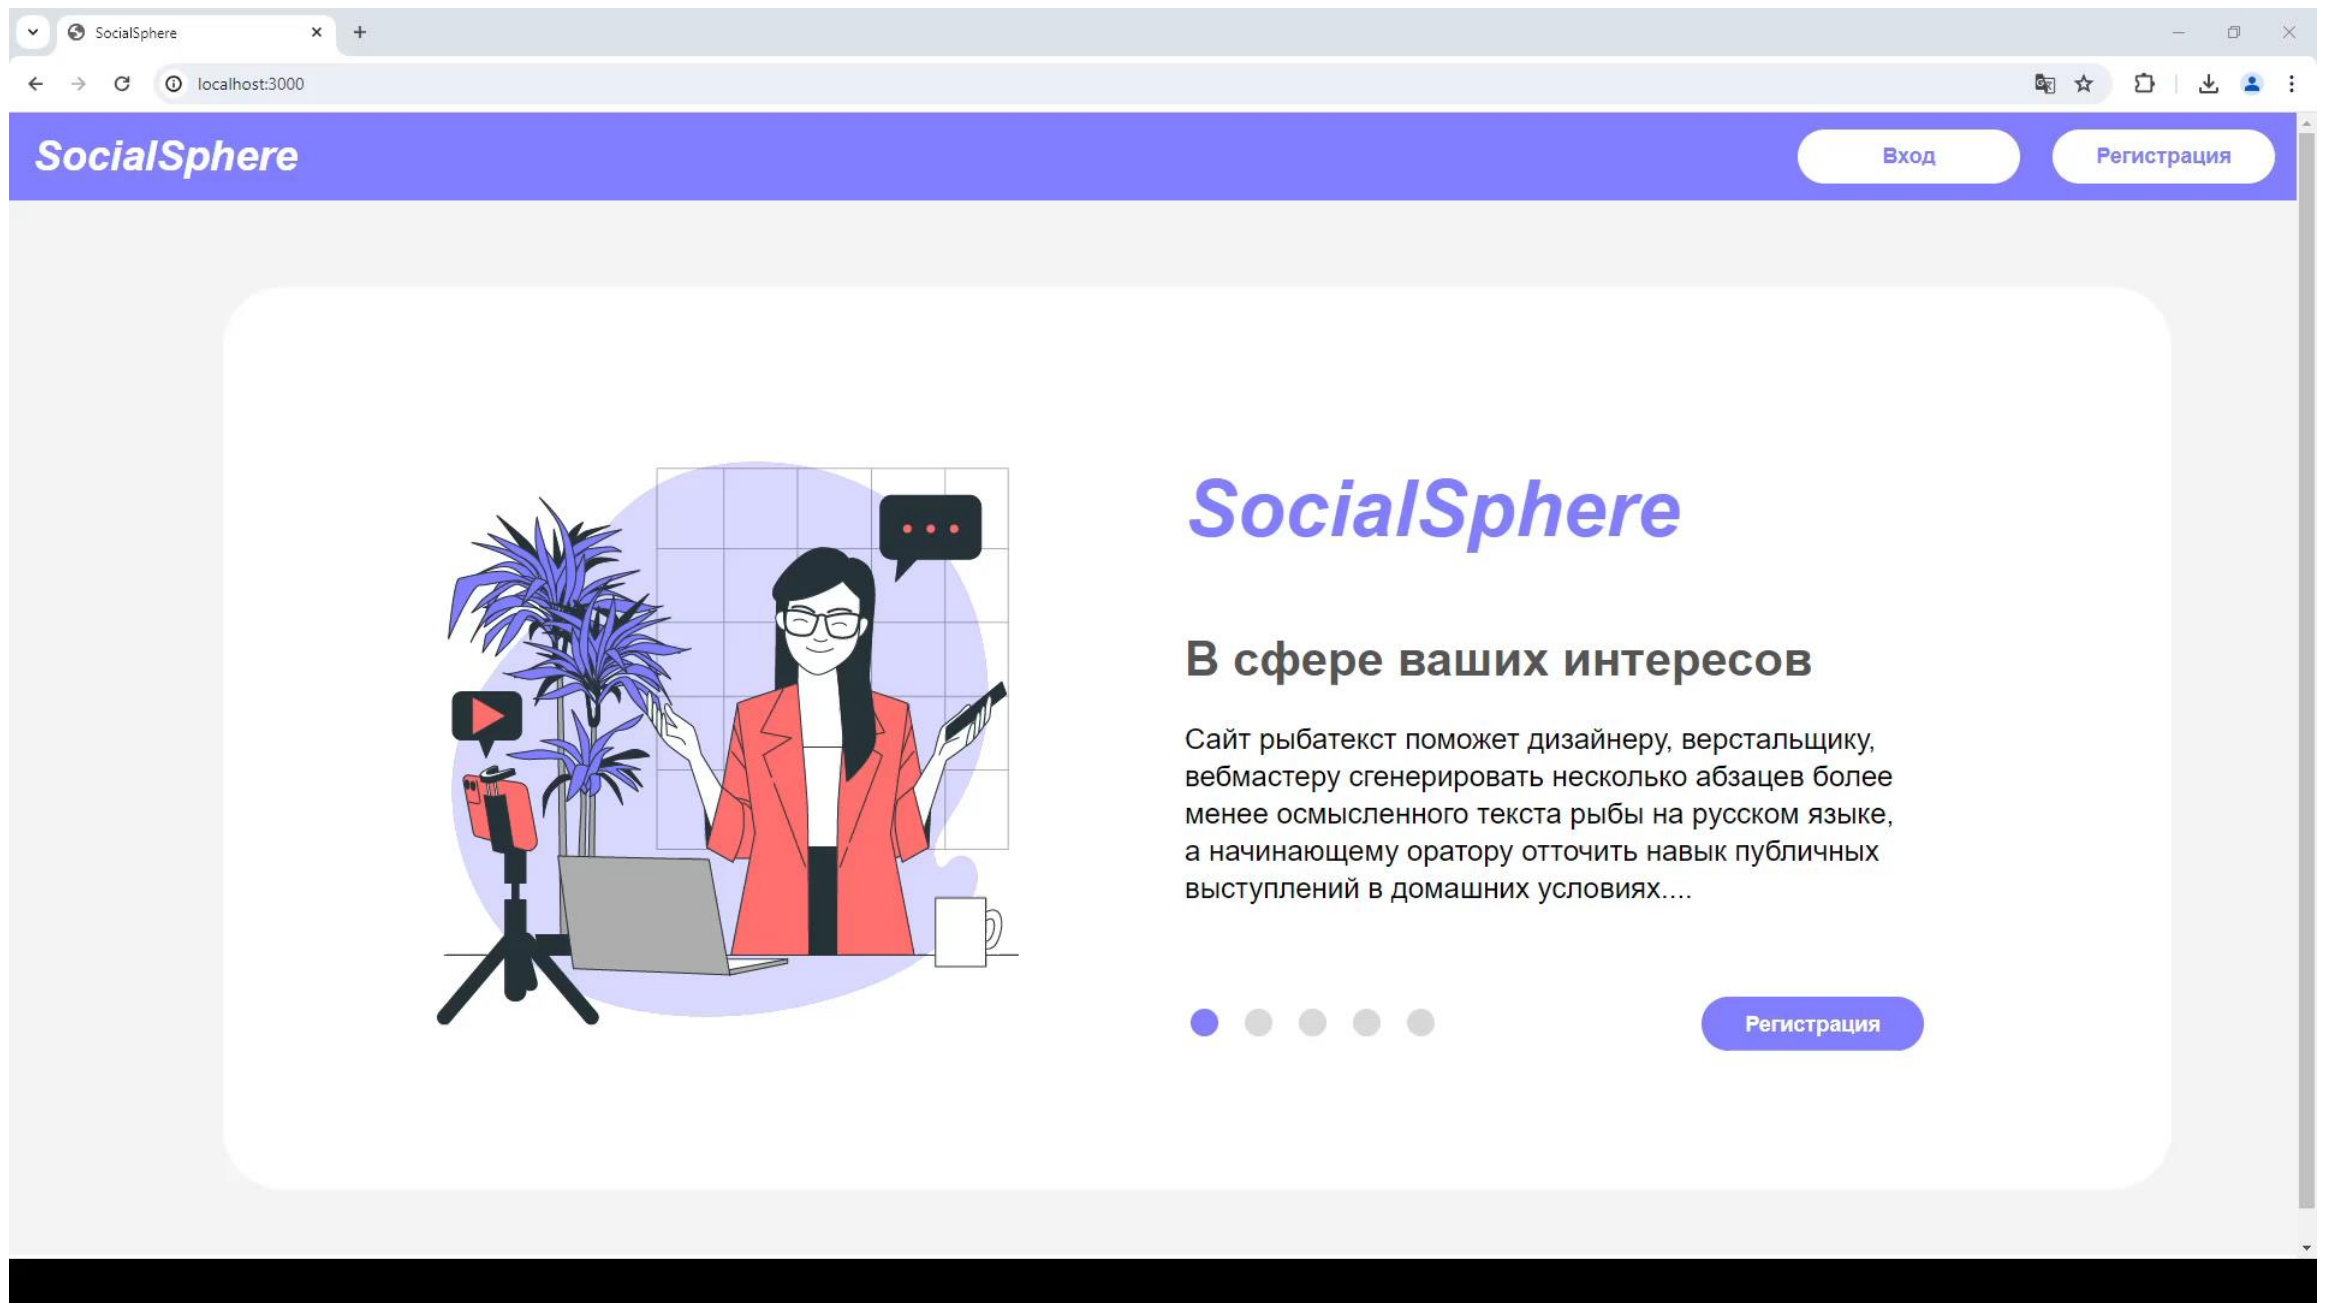 SocialSphere
localhost:3000
SocialSphere
Вход
Регистрация
SocialSphere
В сфере ваших интересов
Сайт рыбатекст поможет дизайнеру, верстальщику,
вебмастеру сгенерировать несколько абзацев более
менее осмысленного текста рыбы на русском языке,
а начинающему оратору отточить навык публичных
выступлений в домашних условиях....
Регистрация